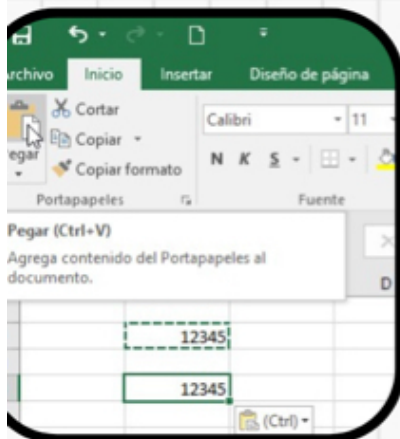 Archivo Inicio Insertar Diseño de página
Cortar
Calibri 11
Copiar
Pegar
N K S
Copiar formato
Portapapeles Fuente
Pegar (Ctrl+V)
Agrega contenido del Portapapeles al
documento.
D
12345
12345
(Ctrl)